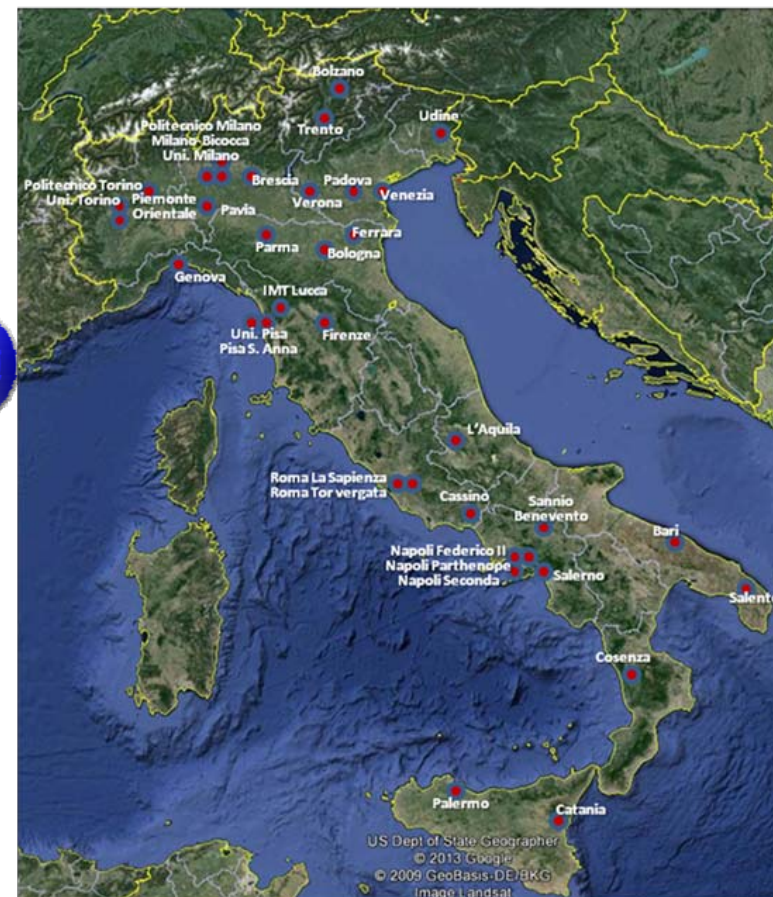 Bolzano
Trento
Udine
Politecnico Milano
Milano-Bicocca
Uni. Milano
Brescia
Verona
Padova
Venezia
Politecnico Torino
Uni. Torino
Piemonte
Orientale
Pavia
Parma
Ferrara
Bologna
Genova
IMT Lucca
Uni. Pisa
Pisa S. Anna
Firenze
L'Aquila
Roma La Sapienza
Roma Tor vergata
Cassino
Sannio
Benevento
Bari
Napoli Federico II
Napoli Parthenope
Napoli Seconda
Salerno
Salento
Cosenza
Palermo
Catania
US Dept of State Geographer
© 2013 Google
© 2009 GeoBasis-DE/BKG
Image Landsat